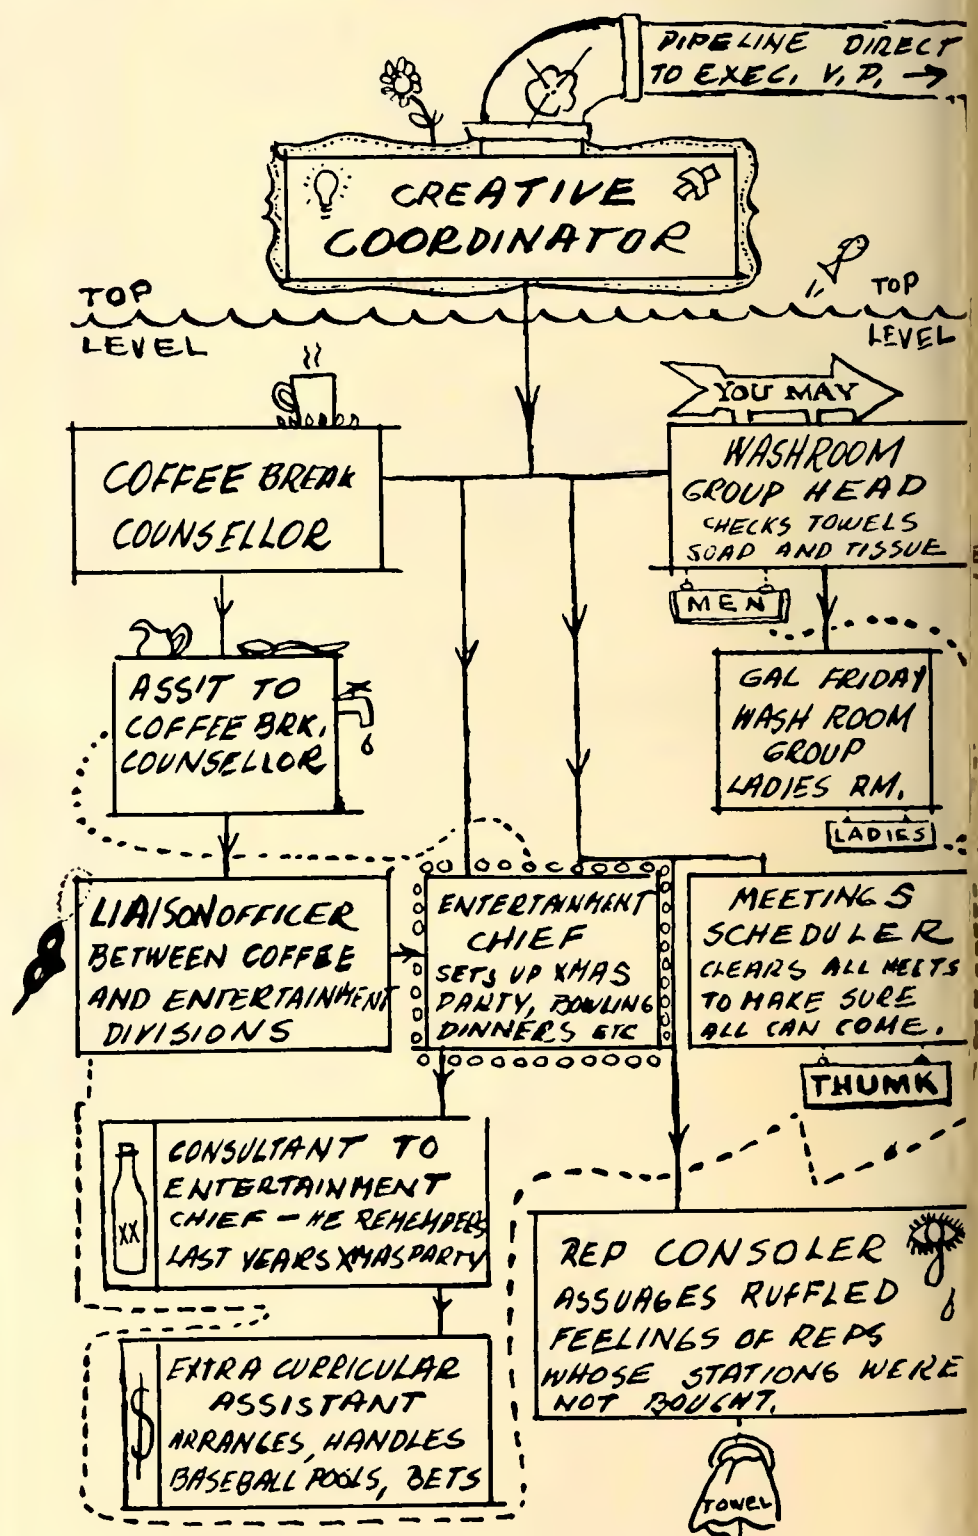 PIPELINE DIRECT
TO EXEC. V.P. →
CREATIVE
COORDINATOR
TOP
LEVEL
TOP
LEVEL
COFFEE BREAK
COUNSELLOR
YOU MAY
WASHROOM
GROUP HEAD
CHECKS TOWELS
SOAP AND TISSUE
MEN
ASS'T TO
COFFEE BRK.
COUNSELLOR
GAL FRIDAY
WASH ROOM
GROUP
LADIES RM.
LADIES
LIAISON OFFICER
BETWEEN COFFEE
AND ENTERTAINMENT
DIVISIONS
ENTERTAINMENT
CHIEF
SETS UP XMAS
PARTY, BOWLING
DINNERS ETC
MEETINGS
SCHEDULER
CLEARS ALL MEETS
TO MAKE SURE
ALL CAN COME.
THUMK
XX
CONSULTANT TO
ENTERTAINMENT
CHIEF - HE REMEMBERS
LAST YEARS XMAS PARTY
REP CONSOLER
ASSUAGES RUFFLED
FEELINGS OF REPS
WHOSE STATIONS WERE
NOT BOUGHT.
TOWEL
$
EXTRA CURRICULAR
ASSISTANT
ARRANGES, HANDLES
BASEBALL POOLS, BETS